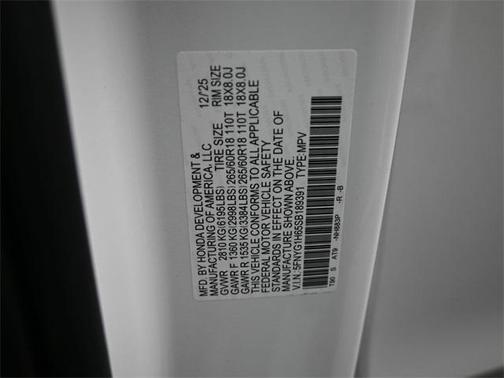 MFD. BY HONDA DEVELOPMENT & 12/25
MANUFACTURING OF AMERICA, LLC
TIRE SIZE RIM SIZE
GVWR 2810 KG(6195LBS)
GAWR F 1360 KG(2998LBS) 265/60R18 110T 18X8.0J
GAWR R 1535 KG(3384LBS) 265/60R18 110T 18X8.0J
THIS VEHICLE CONFORMS TO ALL APPLICABLE
FEDERAL MOTOR VEHICLE SAFETY
STANDARDS IN EFFECT ON THE DATE OF
MANUFACTURE SHOWN ABOVE.
V.I.N.:5FNYG1H65SB189391 TYPE:MPV
T90 S AT9 -NH883P -R -B